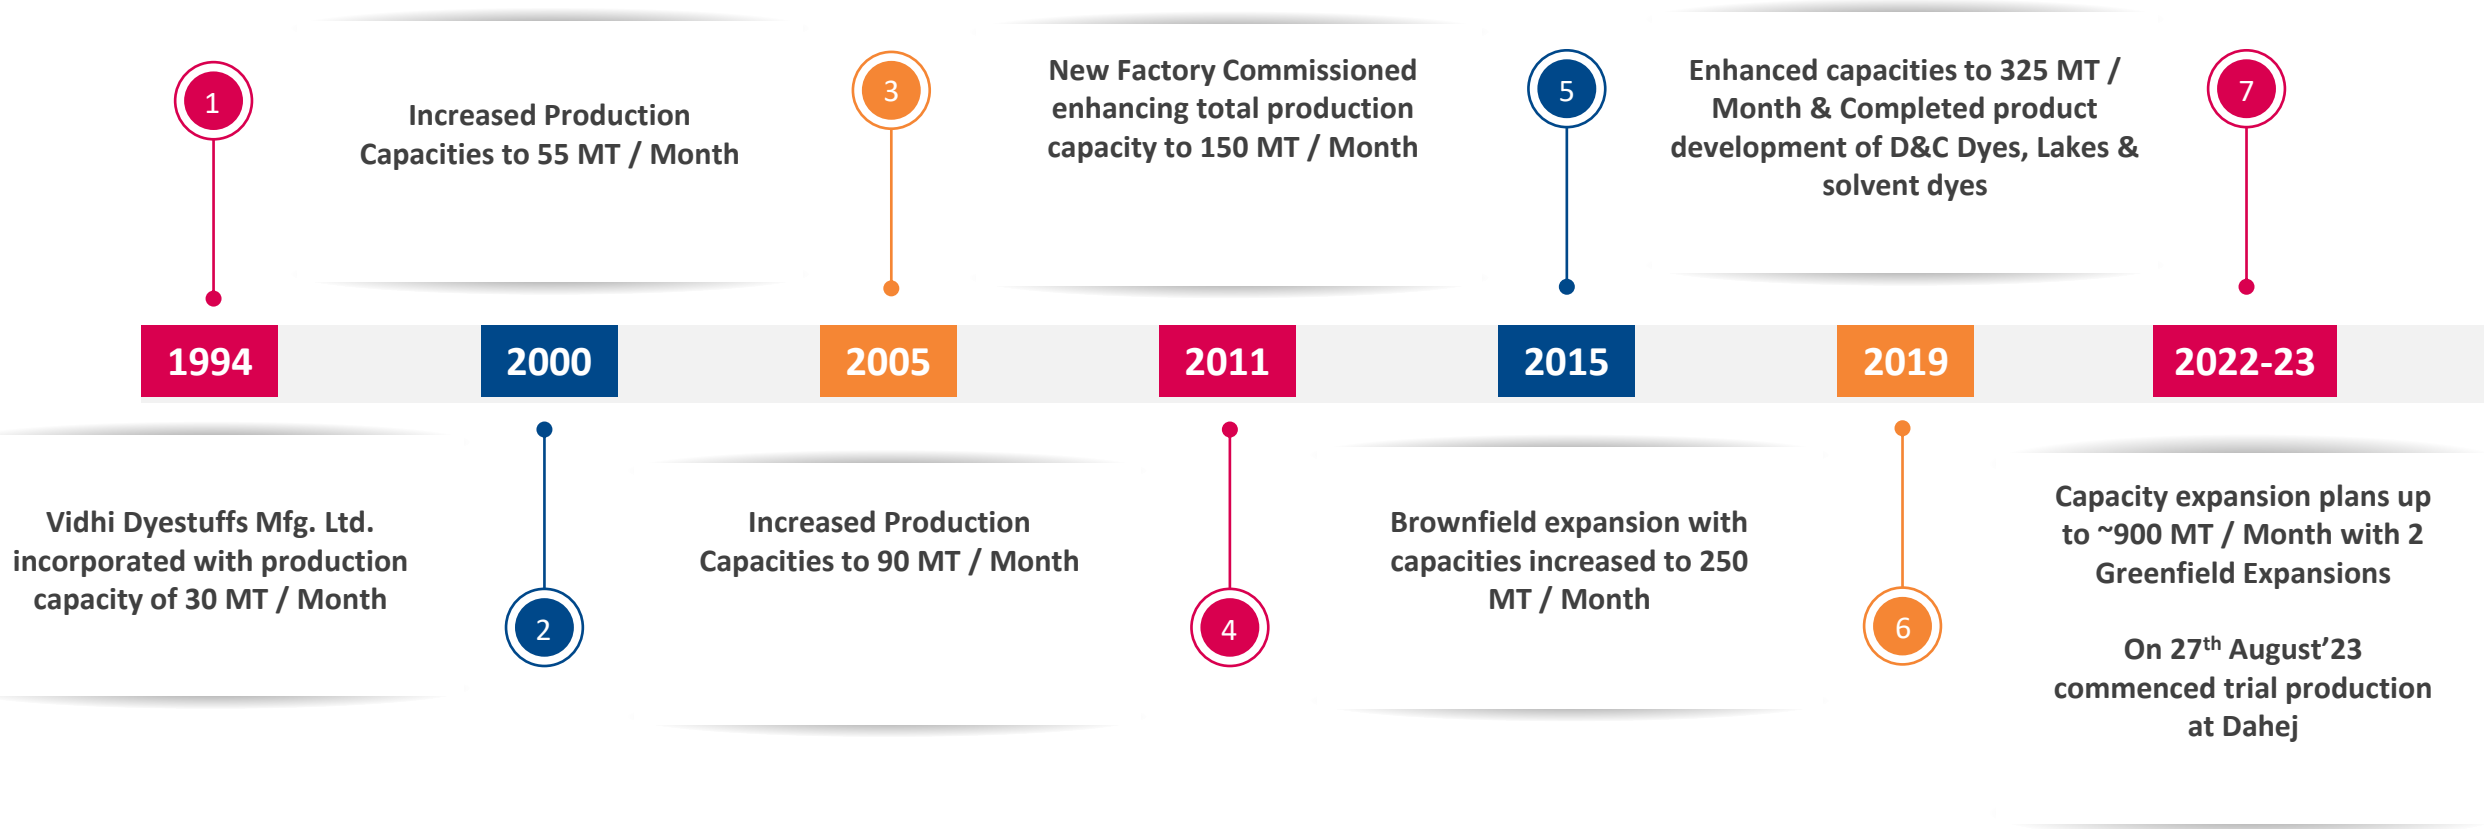 1
Increased Production
Capacities to 55 MT / Month
3
New Factory Commissioned
enhancing total production
capacity to 150 MT / Month
5
Enhanced capacities to 325 MT /
Month & Completed product
development of D&C Dyes, Lakes &
solvent dyes
7
1994
2000
2005
2011
2015
2019
2022-23
Vidhi Dyestuffs Mfg. Ltd.
incorporated with production
capacity of 30 MT / Month
2
Increased Production
Capacities to 90 MT / Month
4
Brownfield expansion with
capacities increased to 250
MT / Month
6
Capacity expansion plans up
to ~900 MT / Month with 2
Greenfield Expansions
On 27th August’23
commenced trial production
at Dahej